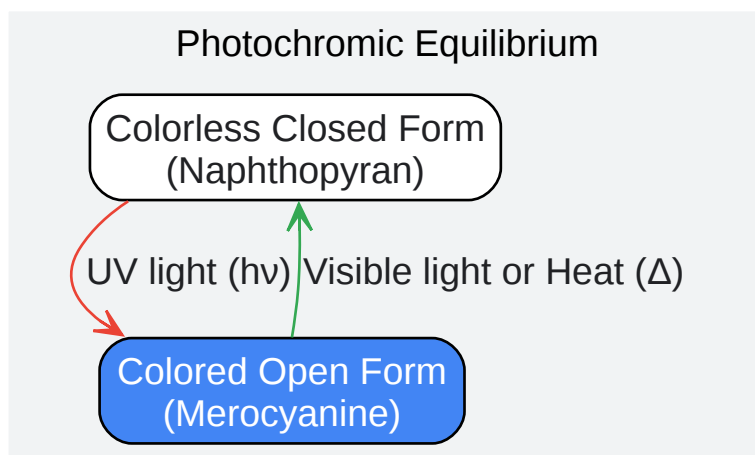 Photochromic Equilibrium
Colorless Closed Form
(Naphthopyran)
UV light (hν) Visible light or Heat (Δ)
Colored Open Form
(Merocyanine)